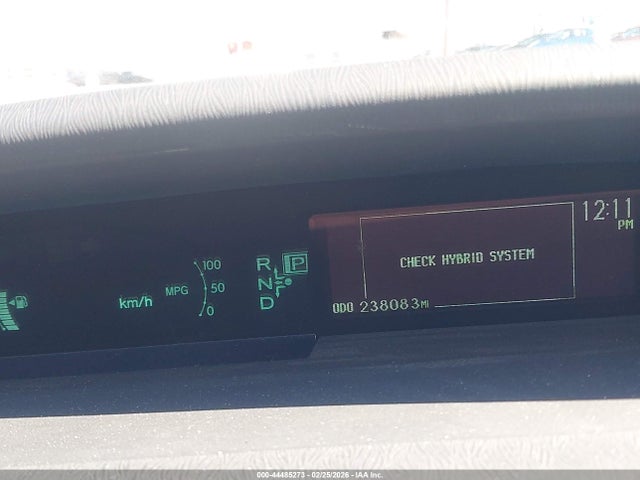 12:11
PM
CHECK HYBRID SYSTEM
ODO 238083 MI
km/h
MPG
100
50
0
R
N
D
P
000-44485273 - 02/25/2026 - IAA Inc.